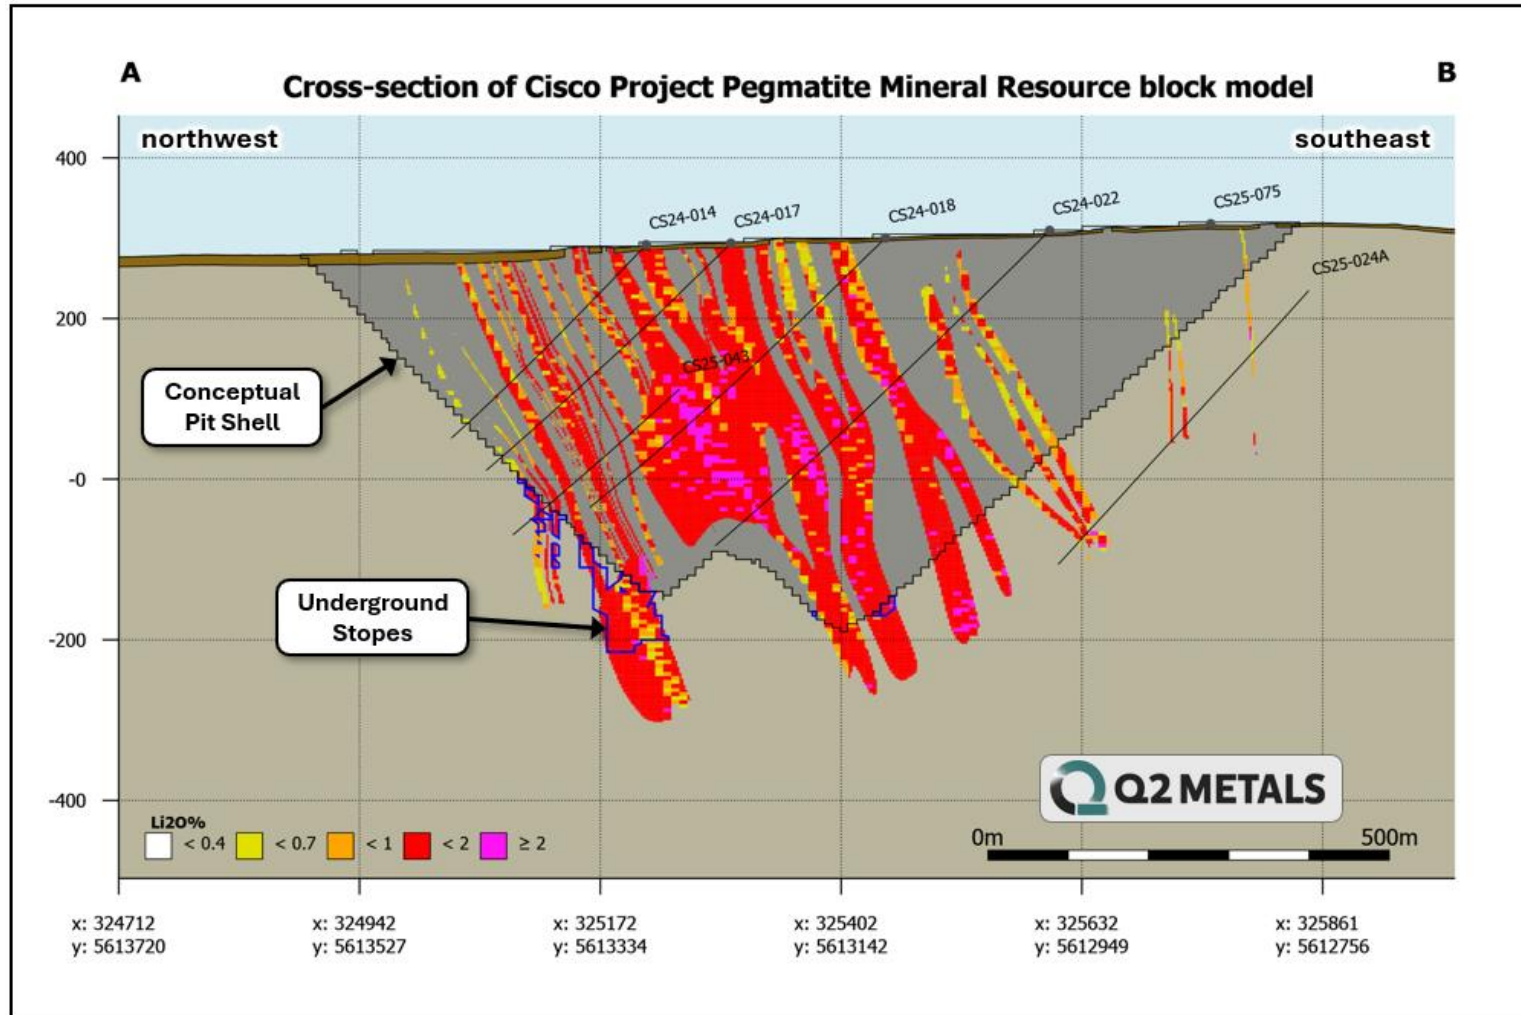 A
B
Cross-section of Cisco Project Pegmatite Mineral Resource block model
northwest
southeast
400
200
-0
-200
-400
CS24-014
CS24-017
CS24-018
CS24-022
CS25-075
CS25-024A
CS25-043
Conceptual
Pit Shell
Underground
Stopes
Li2O%
< 0.4
< 0.7
< 1
< 2
≥ 2
Q2 METALS
0m
500m
x: 324712
y: 5613720
x: 324942
y: 5613527
x: 325172
y: 5613334
x: 325402
y: 5613142
x: 325632
y: 5612949
x: 325861
y: 5612756